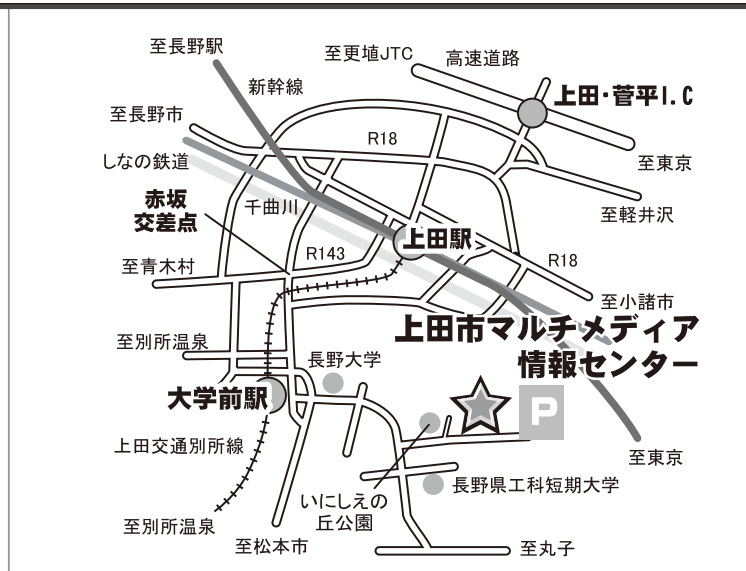 至長野駅
至更埴JTC
高速道路
新幹線
上田・菅平I.C
至長野市
R18
しなの鉄道
至東京
赤坂
交差点
千曲川
至軽井沢
上田駅
R143
R18
至青木村
至小諸市
上田市マルチメディア
情報センター
至別所温泉
長野大学
大学前駅
P
上田交通別所線
至東京
長野県工科短期大学
いにしえの
丘公園
至別所温泉
至松本市
至丸子